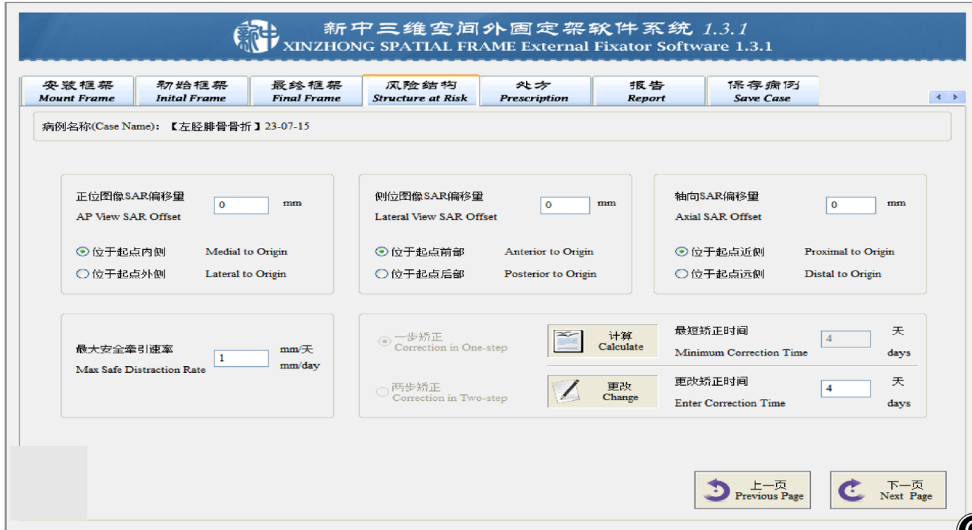 新中三维空间外固定架软件系统 1.3.1
XINZHONG SPATIAL FRAME External Fixator Software 1.3.1
安装框架 初始框架 最终框架 风险结构 处方 报告 保存病例
Mount Frame Inital Frame Final Frame Structure at Risk Prescription Report Save Case
病例名称(Case Name): 【左胫腓骨骨折】23-07-15
正位图像SAR偏移量
AP View SAR Offset
0 mm
位于起点内侧 Medial to Origin
位于起点外侧 Lateral to Origin
侧位图像SAR偏移量
Lateral View SAR Offset
0 mm
位于起点前部 Anterior to Origin
位于起点后部 Posterior to Origin
轴向SAR偏移量
Axial SAR Offset
0 mm
位于起点近侧 Proximal to Origin
位于起点远侧 Distal to Origin
最大安全牵引速率
Max Safe Distraction Rate
1
mm/天
mm/day
一步矫正
Correction in One-step
两步矫正
Correction in Two-step
计算
Calculate
更改
Change
最短矫正时间
Minimum Correction Time
4
天
days
更改矫正时间
Enter Correction Time
4
天
days
上一页
Previous Page
下一页
Next Page